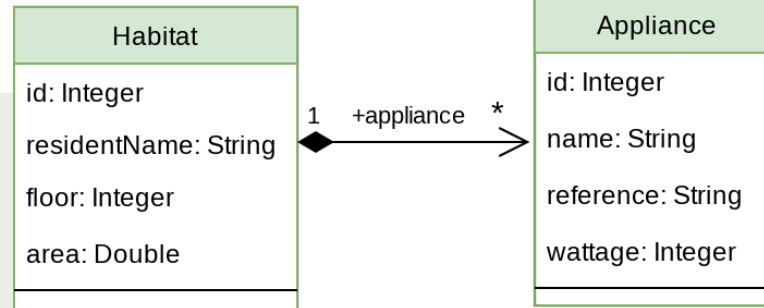 Habitat
id: Integer
residentName: String
floor: Integer
area: Double
1 +appliance *
Appliance
id: Integer
name: String
reference: String
wattage: Integer